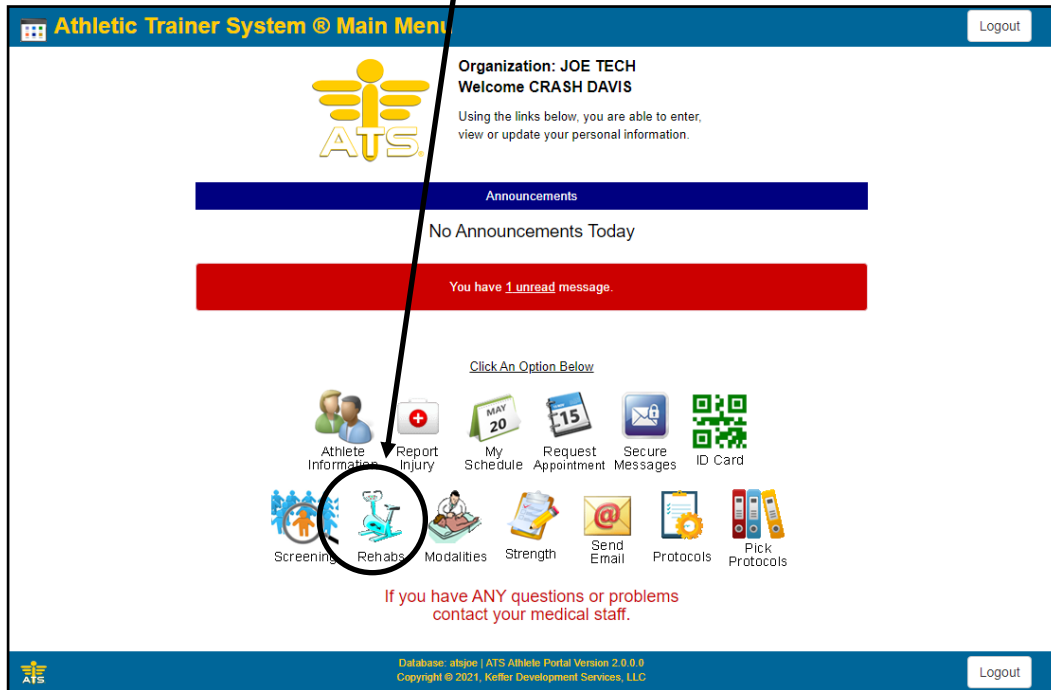 Athletic Trainer System ® Main Menu
Logout
ATS
Organization: JOE TECH
Welcome CRASH DAVIS
Using the links below, you are able to enter,
view or update your personal information.
Announcements
No Announcements Today
You have 1 unread message.
Click An Option Below
MAY
20
15
Athlete
Information
Report
Injury
My
Schedule
Request
Appointment
Secure
Messages
ID Card
@
Screening
Rehabs
Modalities
Strength
Send
Email
Protocols
Pick
Protocols
If you have ANY questions or problems
contact your medical staff.
ATS
Database: atsjoe | ATS Athlete Portal Version 2.0.0.0
Copyright © 2021, Keffer Development Services, LLC
Logout